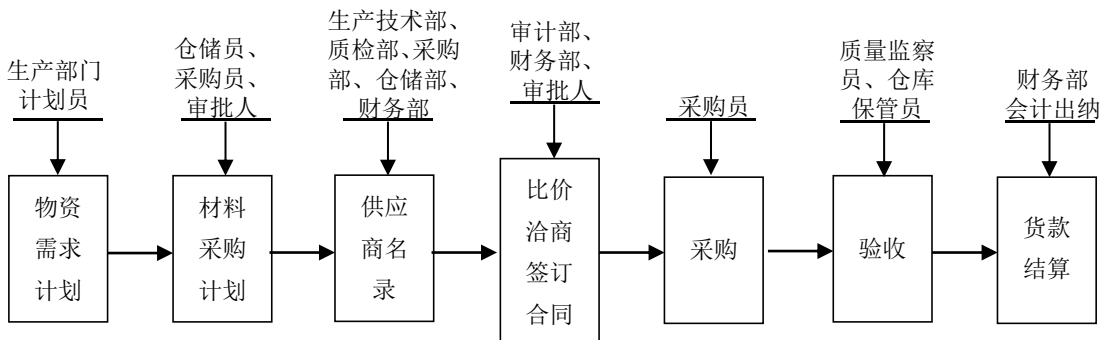 生产部门
计划员
仓储员、
采购员、
审批人
生产技术部、
质检部、采购
部、仓储部、
财务部
审计部、
财务部、
审批人
采购员
质量监察
员、仓库
保管员
财务部
会计出纳
物资
需求
计划
材料
采购
计划
供应
商名
录
比价
洽商
签订
合同
采购
验收
货款
结算